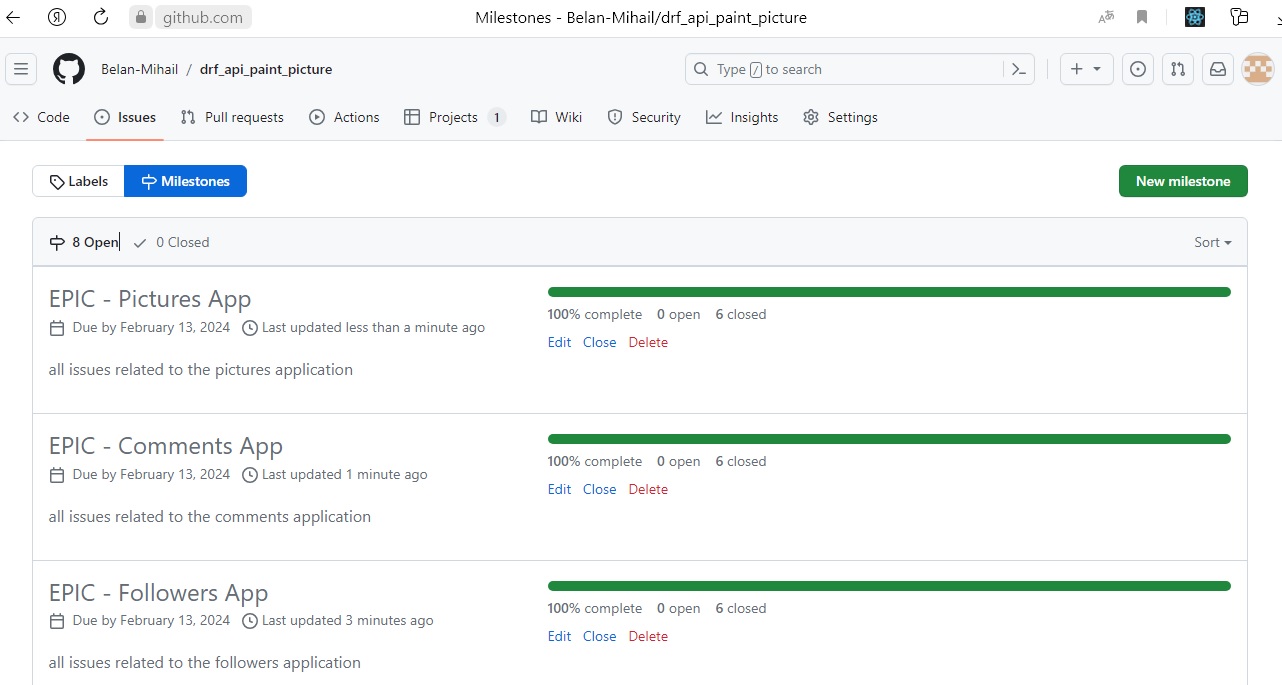 github.com Milestones - Belan-Mihail/drf_api_paint_picture
Belan-Mihail / drf_api_paint_picture Type / to search
Code Issues Pull requests Actions Projects 1 Wiki Security Insights Settings
Labels Milestones New milestone
8 Open 0 Closed Sort
EPIC - Pictures App
Due by February 13, 2024 Last updated less than a minute ago
all issues related to the pictures application
100% complete 0 open 6 closed
Edit Close Delete
EPIC - Comments App
Due by February 13, 2024 Last updated 1 minute ago
all issues related to the comments application
100% complete 0 open 6 closed
Edit Close Delete
EPIC - Followers App
Due by February 13, 2024 Last updated 3 minutes ago
all issues related to the followers application
100% complete 0 open 6 closed
Edit Close Delete